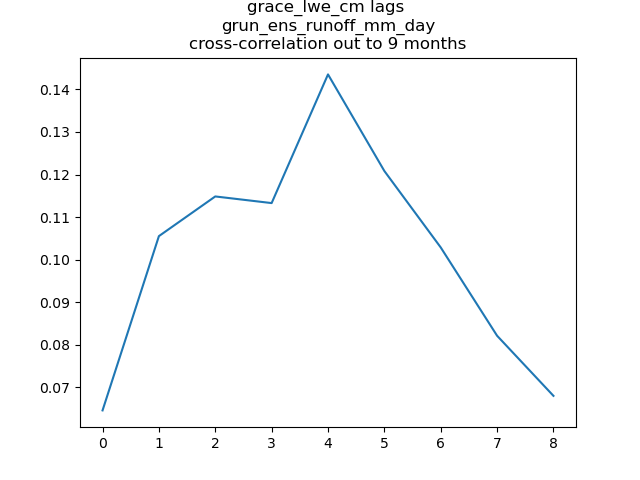 grace_lwe_cm lags
grun_ens_runoff_mm_day
cross-correlation out to 9 months
0.14
0.13
0.12
0.11
0.10
0.09
0.08
0.07
0 1 2 3 4 5 6 7 8